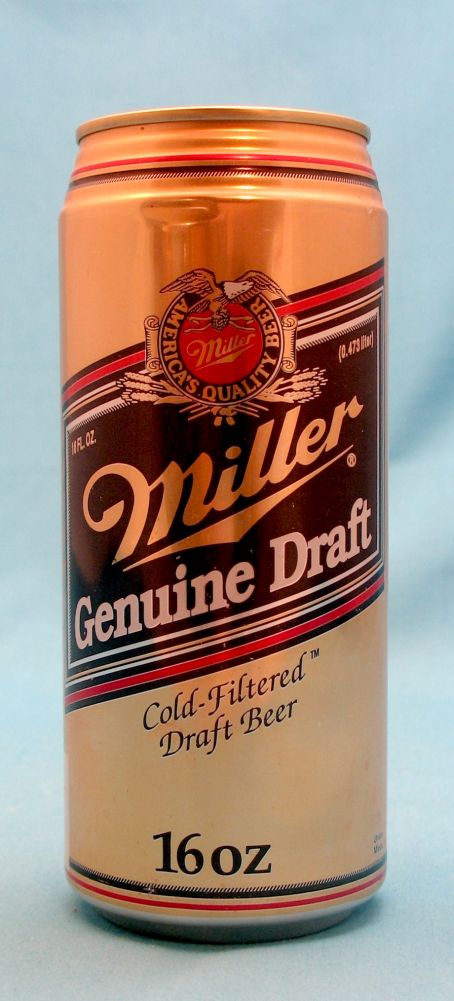 AMERICA'S QUALITY BEER
Miller
(0.473 liter)
16 FL. OZ.
Miller®
Genuine Draft
Cold-Filtered™
Draft Beer
16 oz